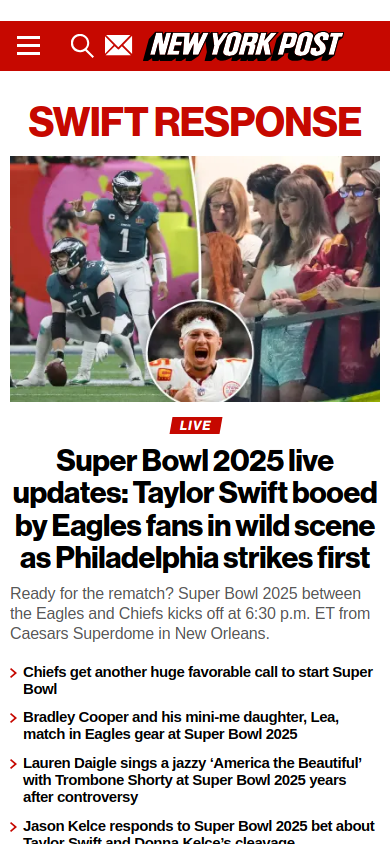 NEW YORK POST
SWIFT RESPONSE
1
51
LIVE
Super Bowl 2025 live
updates: Taylor Swift booed
by Eagles fans in wild scene
as Philadelphia strikes first
Ready for the rematch? Super Bowl 2025 between
the Eagles and Chiefs kicks off at 6:30 p.m. ET from
Caesars Superdome in New Orleans.
Chiefs get another huge favorable call to start Super
Bowl
Bradley Cooper and his mini-me daughter, Lea,
match in Eagles gear at Super Bowl 2025
Lauren Daigle sings a jazzy ‘America the Beautiful’
with Trombone Shorty at Super Bowl 2025 years
after controversy
Jason Kelce responds to Super Bowl 2025 bet about
Taylor Swift and Donna Kelce’s cleavage